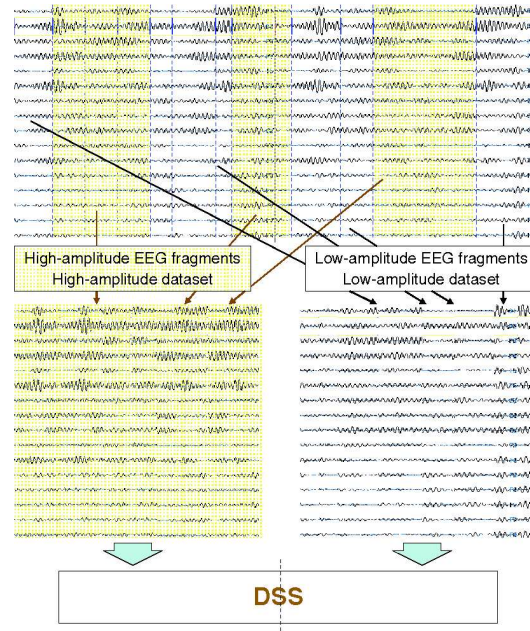 High-amplitude EEG fragments
High-amplitude dataset
Low-amplitude EEG fragments
Low-amplitude dataset
DSS